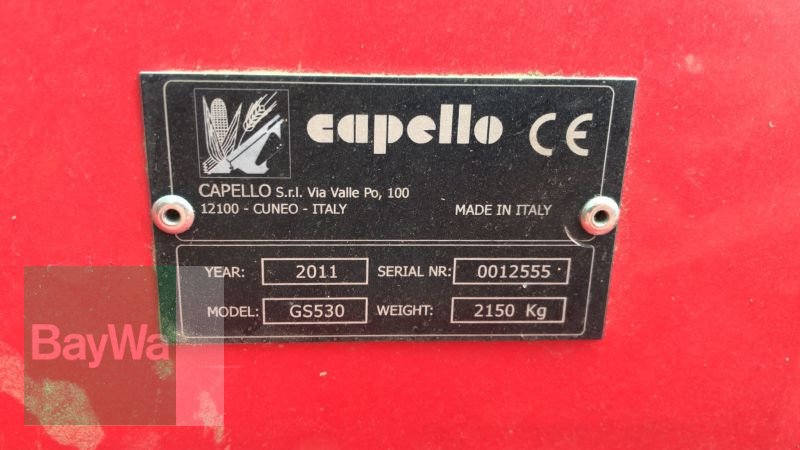 capello CE
CAPELLO S.r.l. Via Valle Po, 100
12100 - CUNEO - ITALY MADE IN ITALY
YEAR: 2011 SERIAL NR: 0012555
MODEL: GS530 WEIGHT: 2150 Kg
BayWa